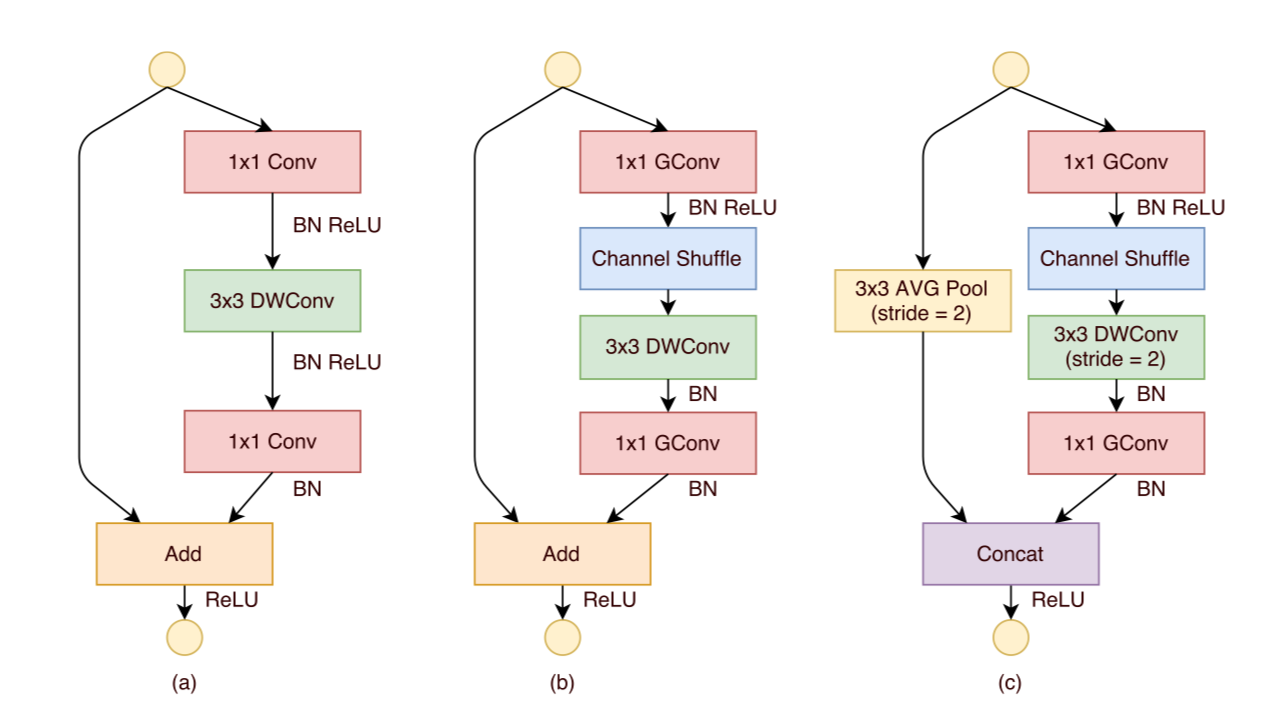 1x1 Conv
BN ReLU
3x3 DWConv
BN ReLU
1x1 Conv
BN
Add
ReLU
(a)
1x1 GConv
BN ReLU
Channel Shuffle
3x3 DWConv
BN
1x1 GConv
BN
Add
ReLU
(b)
3x3 AVG Pool
(stride = 2)
1x1 GConv
BN ReLU
Channel Shuffle
3x3 DWConv
(stride = 2)
BN
1x1 GConv
BN
Concat
ReLU
(c)